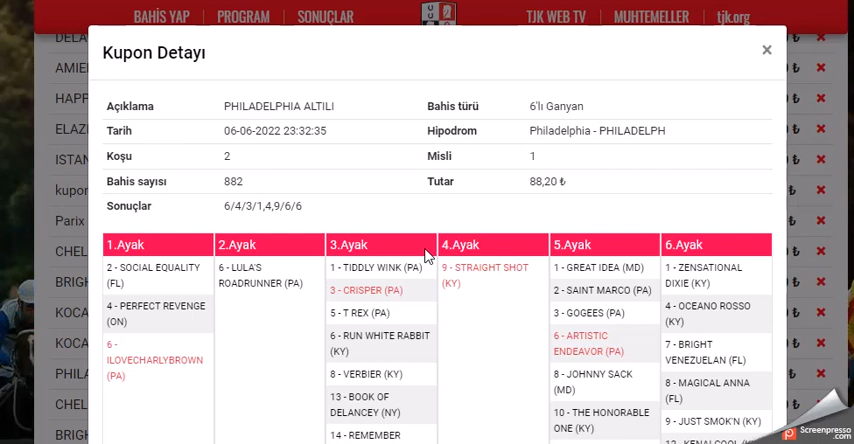 BAHİS YAP PROGRAM SONUÇLAR TJK WEB TV MUHTEMELLER tjk.org
Kupon Detayı ×
Açıklama PHILADELPHIA ALTILI Bahis türü 6'lı Ganyan
Tarih 06-06-2022 23:32:35 Hipodrom Philadelphia - PHILADELPH
Koşu 2 Misli 1
Bahis sayısı 882 Tutar 88,20 ₺
Sonuçlar 6/4/3/1,4,9/6/6
1.Ayak
2 - SOCIAL EQUALITY
(FL)
4 - PERFECT REVENGE
(ON)
6 -
ILOVECHARLYBROWN
(PA)
2.Ayak
6 - LULA'S
ROADRUNNER (PA)
3.Ayak
1 - TIDDLY WINK (PA)
3 - CRISPER (PA)
5 - T REX (PA)
6 - RUN WHITE RABBIT
(KY)
8 - VERBIER (KY)
13 - BOOK OF
DELANCEY (NY)
14 - REMEMBER
4.Ayak
9 - STRAIGHT SHOT
(KY)
5.Ayak
1 - GREAT IDEA (MD)
2 - SAINT MARCO (PA)
3 - GOGEES (PA)
6 - ARTISTIC
ENDEAVOR (PA)
8 - JOHNNY SACK
(MD)
10 - THE HONORABLE
ONE (KY)
6.Ayak
1 - ZENSATIONAL
DIXIE (KY)
4 - OCEANO ROSSO
(KY)
7 - BRIGHT
VENEZUELAN (FL)
8 - MAGICAL ANNA
(FL)
9 - JUST SMOK'N (KY)
DELA
AMIE
HAPP
ELAZI
ISTAN
kupor
Parix
CHEL
BRIGH
KOCA
KOCA
PHILA
CHEL
BRIGH
Screenpresso
.com